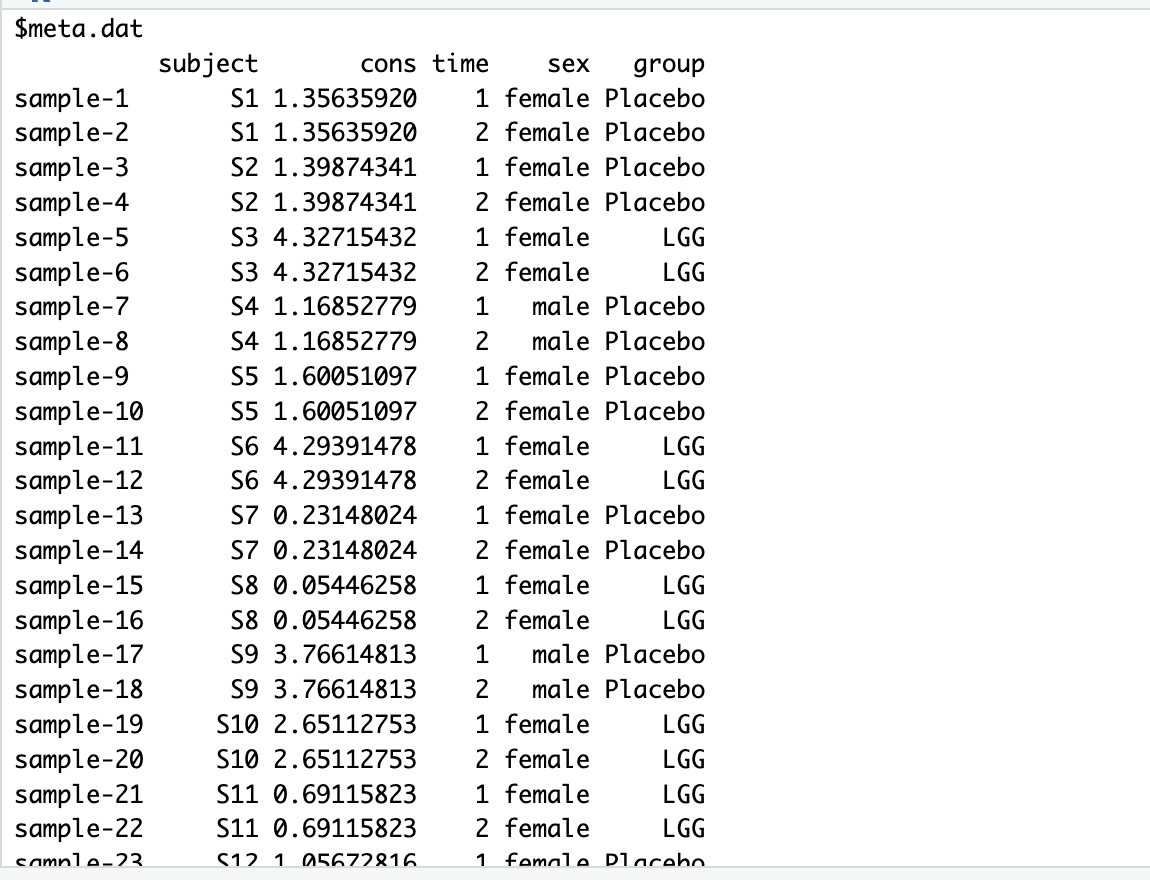 $meta.dat
          subject       cons time    sex   group
sample-1       S1 1.35635920    1 female Placebo
sample-2       S1 1.35635920    2 female Placebo
sample-3       S2 1.39874341    1 female Placebo
sample-4       S2 1.39874341    2 female Placebo
sample-5       S3 4.32715432    1 female     LGG
sample-6       S3 4.32715432    2 female     LGG
sample-7       S4 1.16852779    1   male Placebo
sample-8       S4 1.16852779    2   male Placebo
sample-9       S5 1.60051097    1 female Placebo
sample-10      S5 1.60051097    2 female Placebo
sample-11      S6 4.29391478    1 female     LGG
sample-12      S6 4.29391478    2 female     LGG
sample-13      S7 0.23148024    1 female Placebo
sample-14      S7 0.23148024    2 female Placebo
sample-15      S8 0.05446258    1 female     LGG
sample-16      S8 0.05446258    2 female     LGG
sample-17      S9 3.76614813    1   male Placebo
sample-18      S9 3.76614813    2   male Placebo
sample-19     S10 2.65112753    1 female     LGG
sample-20     S10 2.65112753    2 female     LGG
sample-21     S11 0.69115823    1 female     LGG
sample-22     S11 0.69115823    2 female     LGG
sample-23     S12 1.05672816    1 female Placebo